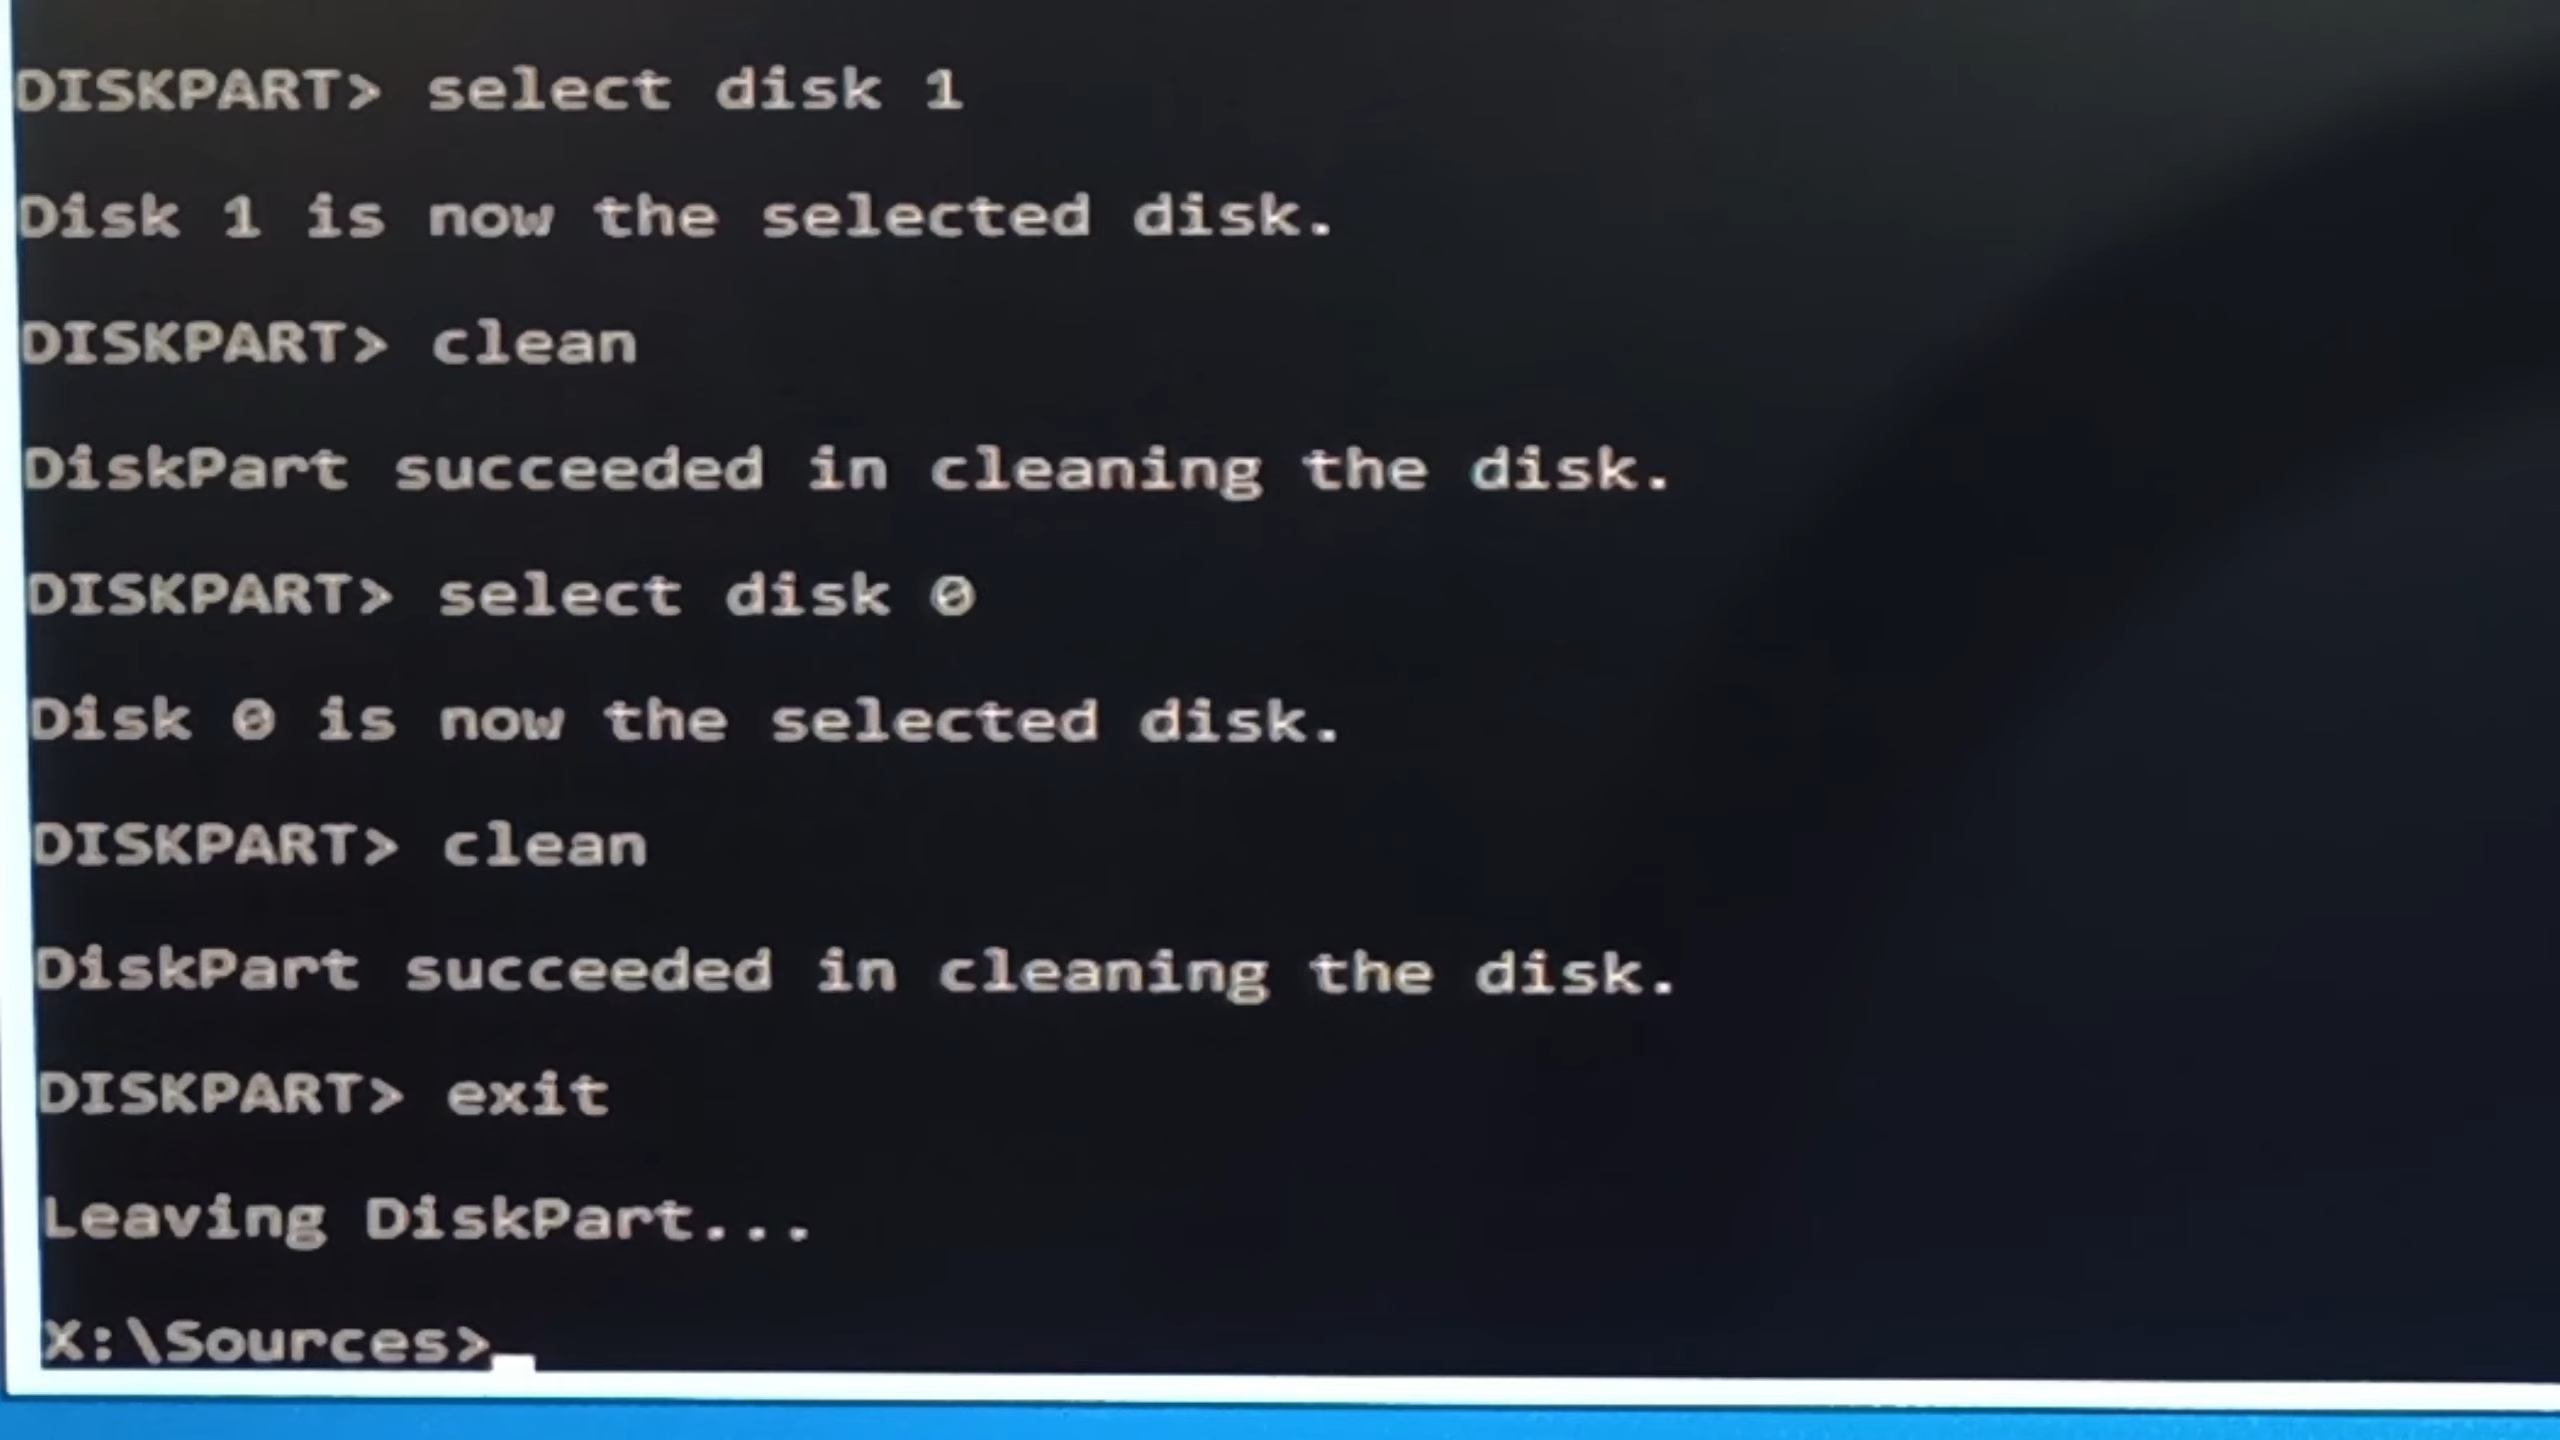 DISKPART> select disk 1
Disk 1 is now the selected disk.
DISKPART> clean
DiskPart succeeded in cleaning the disk.
DISKPART> select disk 0
Disk 0 is now the selected disk.
DISKPART> clean
DiskPart succeeded in cleaning the disk.
DISKPART> exit
Leaving DiskPart...
X:\Sources>_